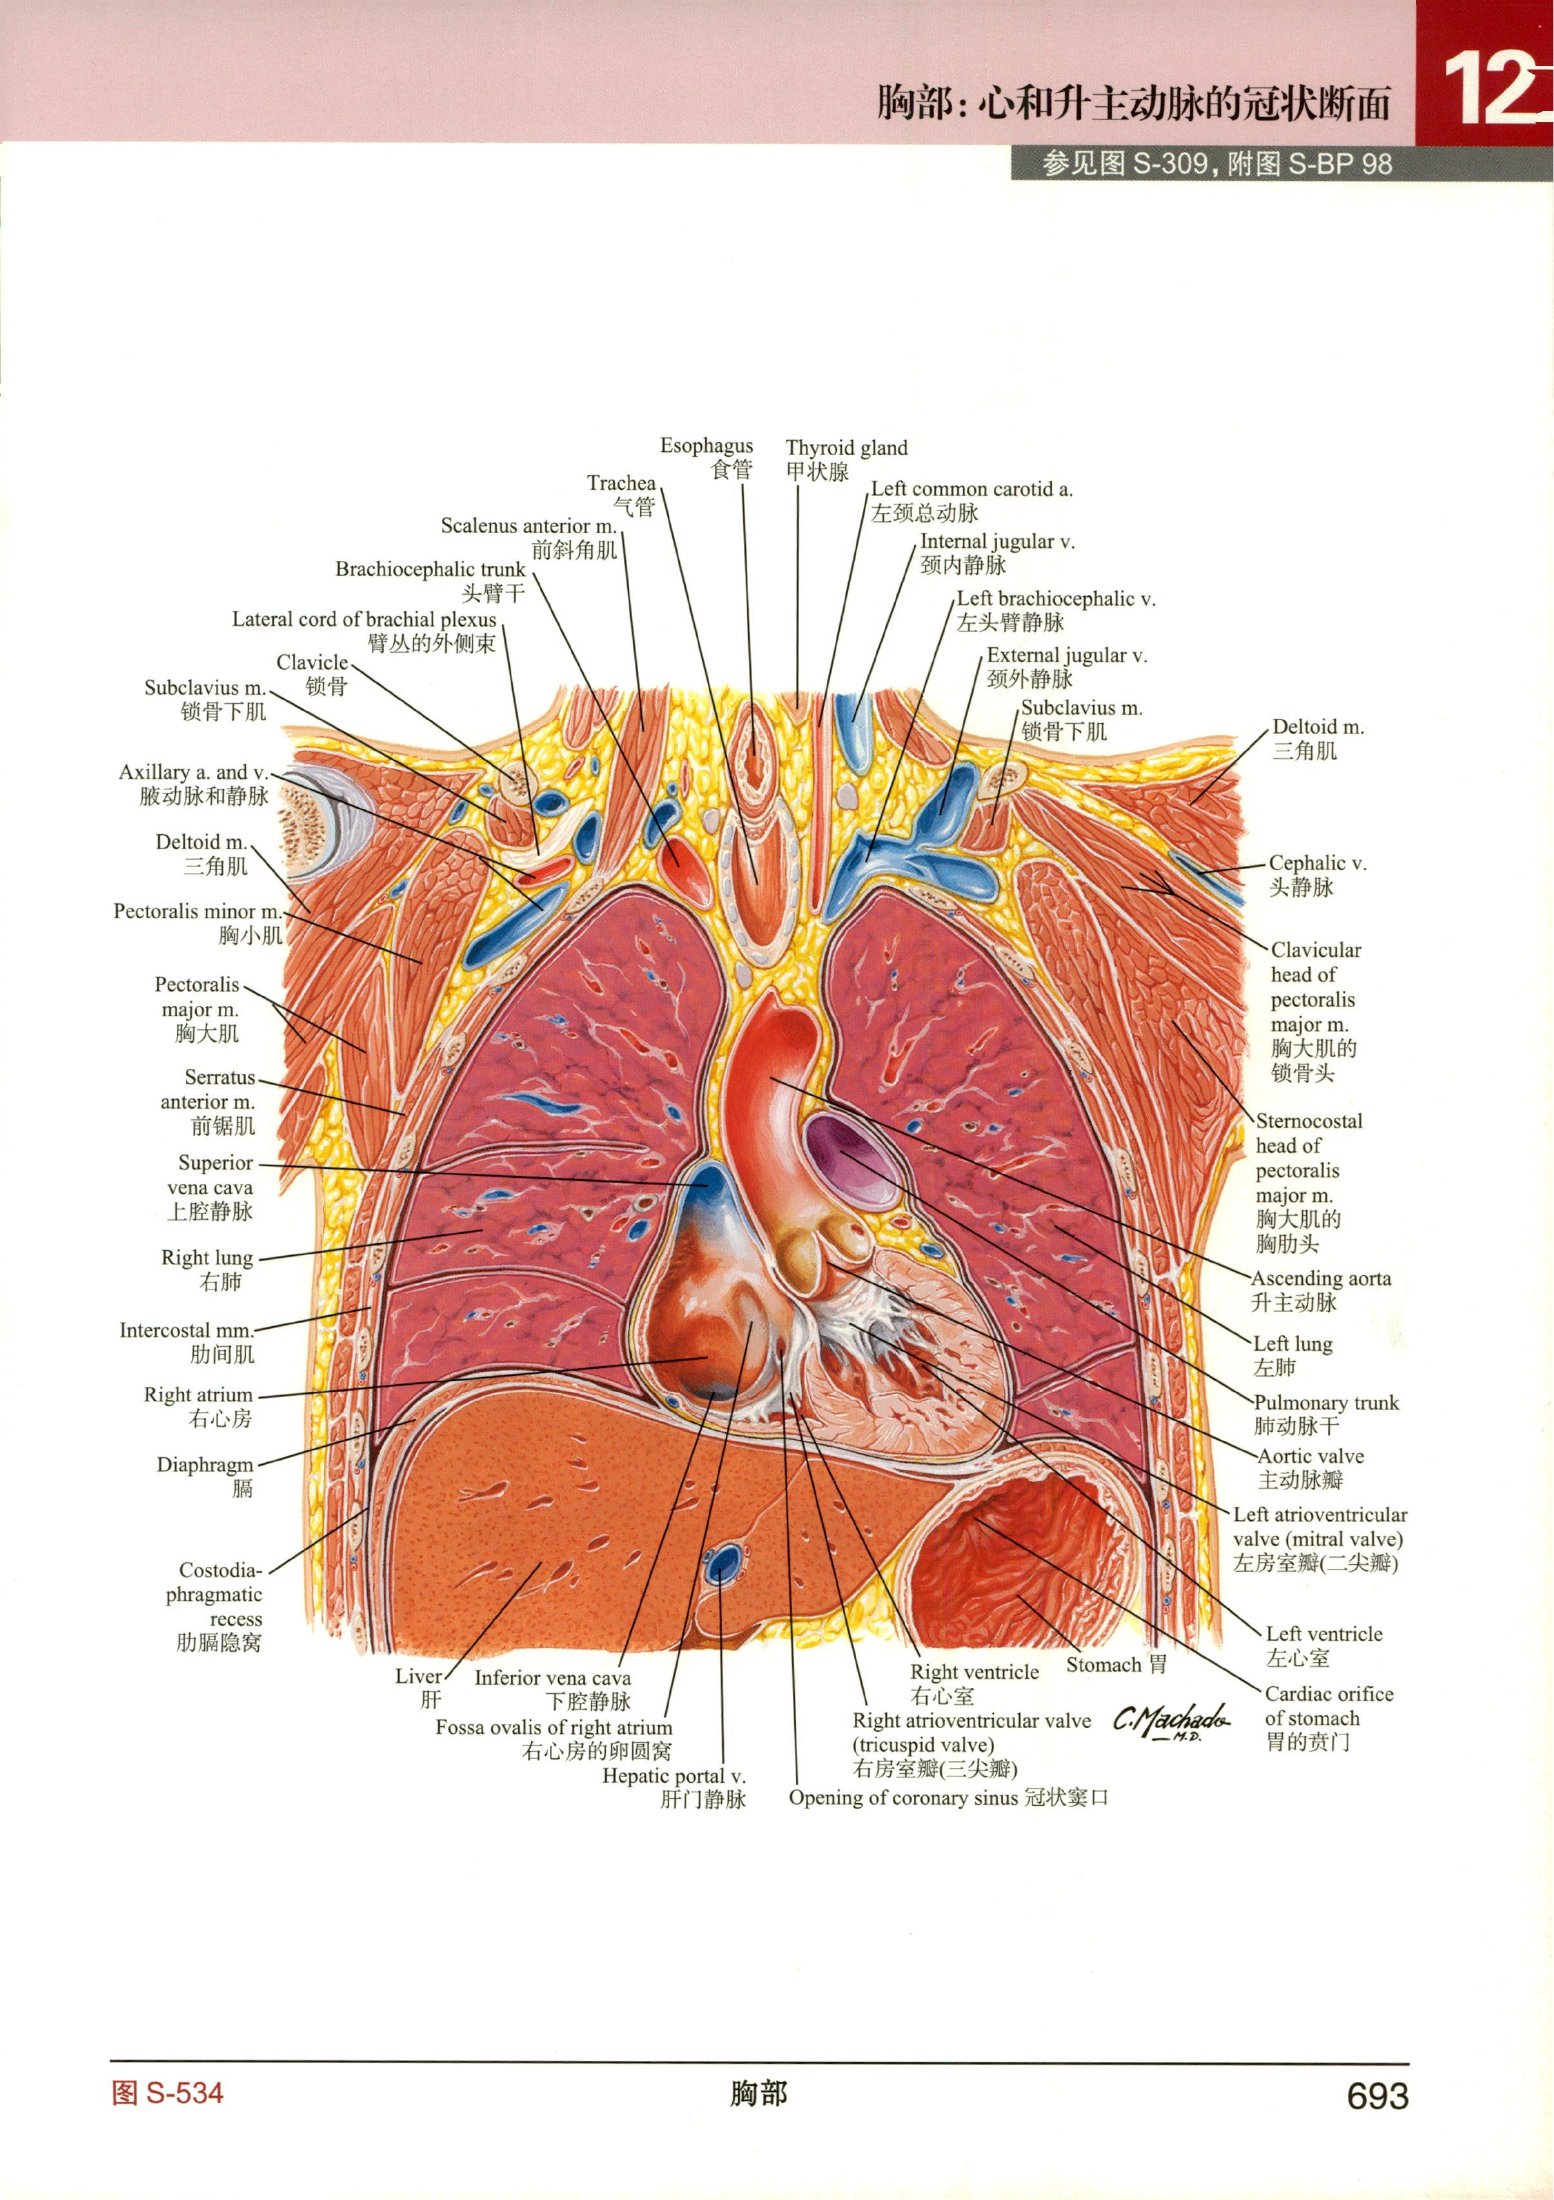 胸部：心和升主动脉的冠状断面
12
参见图 S-309，附图 S-BP 98
Esophagus
食管
Thyroid gland
甲状腺
Trachea
气管
Left common carotid a.
左颈总动脉
Scalenus anterior m.
前斜角肌
Internal jugular v.
颈内静脉
Brachiocephalic trunk
头臂干
Left brachiocephalic v.
左头臂静脉
Lateral cord of brachial plexus
臂丛的外侧束
External jugular v.
颈外静脉
Clavicle
锁骨
Subclavius m.
锁骨下肌
Subclavius m.
锁骨下肌
Deltoid m.
三角肌
Axillary a. and v.
腋动脉和静脉
Deltoid m.
三角肌
Cephalic v.
头静脉
Pectoralis minor m.
胸小肌
Clavicular
head of
pectoralis
major m.
胸大肌的
锁骨头
Pectoralis
major m.
胸大肌
Serratus
anterior m.
前锯肌
Sternocostal
head of
pectoralis
major m.
胸大肌的
胸肋头
Superior
vena cava
上腔静脉
Right lung
右肺
Ascending aorta
升主动脉
Intercostal mm.
肋间肌
Left lung
左肺
Right atrium
右心房
Pulmonary trunk
肺动脉干
Diaphragm
膈
Aortic valve
主动脉瓣
Left atrioventricular
valve (mitral valve)
左房室瓣(二尖瓣)
Costodia-
phragmatic
recess
肋膈隐窝
Left ventricle
左心室
Cardiac orifice
of stomach
胃的贲门
Liver
肝
Inferior vena cava
下腔静脉
Fossa ovalis of right atrium
右心房的卵圆窝
Hepatic portal v.
肝门静脉
Right ventricle
右心室
Stomach 胃
Right atrioventricular valve
(tricuspid valve)
右房室瓣(三尖瓣)
Opening of coronary sinus 冠状窦口
C.Machado
M.D.
图 S-534
胸部
693